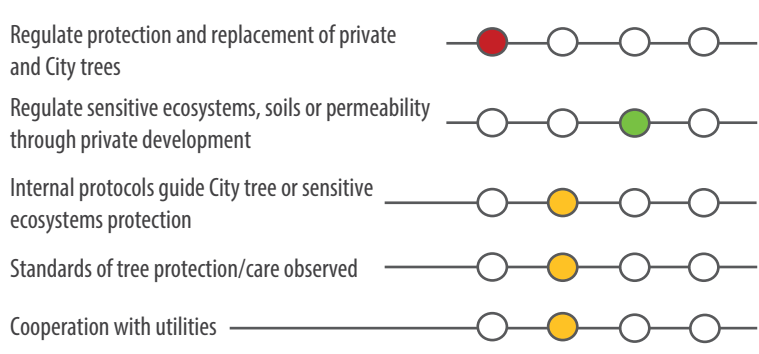 Regulate protection and replacement of private
and City trees
Regulate sensitive ecosystems, soils or permeability
through private development
Internal protocols guide City tree or sensitive
ecosystems protection
Standards of tree protection/care observed
Cooperation with utilities